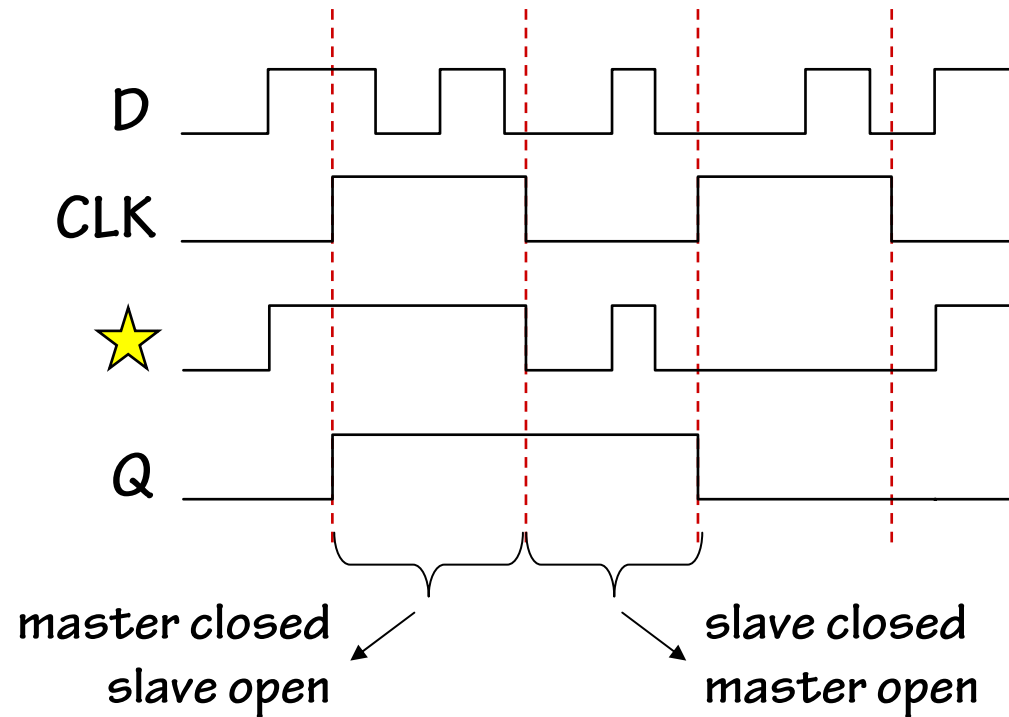 D
CLK
Q
master closed
slave open
slave closed
master open